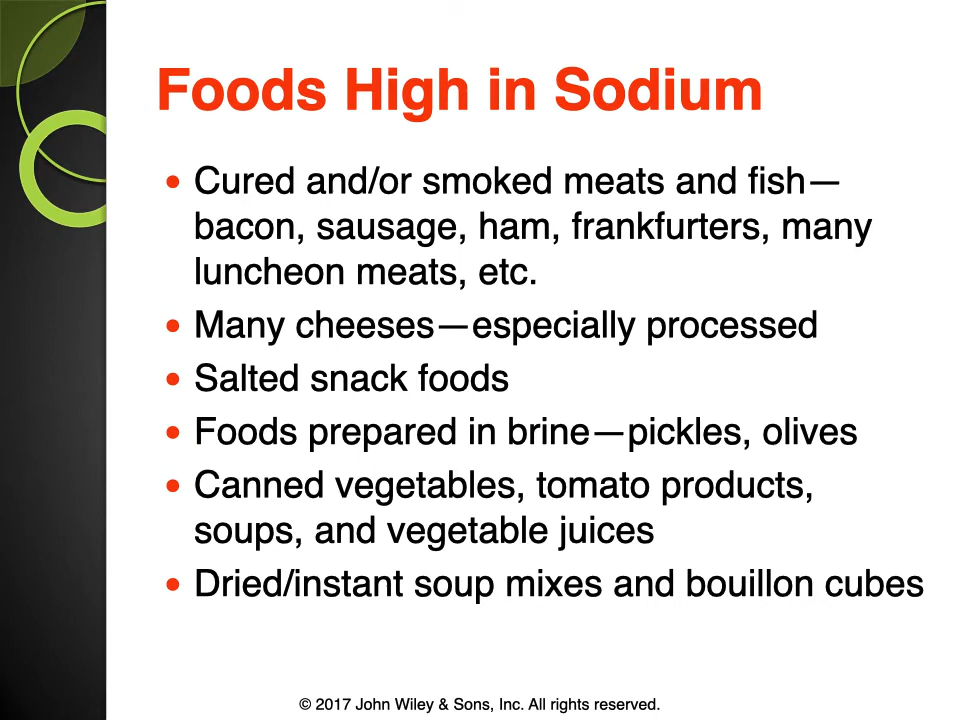 Foods High in Sodium
• Cured and/or smoked meats and fish—
bacon, sausage, ham, frankfurters, many
luncheon meats, etc.
• Many cheeses—especially processed
• Salted snack foods
• Foods prepared in brine—pickles, olives
• Canned vegetables, tomato products,
soups, and vegetable juices
• Dried/instant soup mixes and bouillon cubes
© 2017 John Wiley & Sons, Inc. All rights reserved.